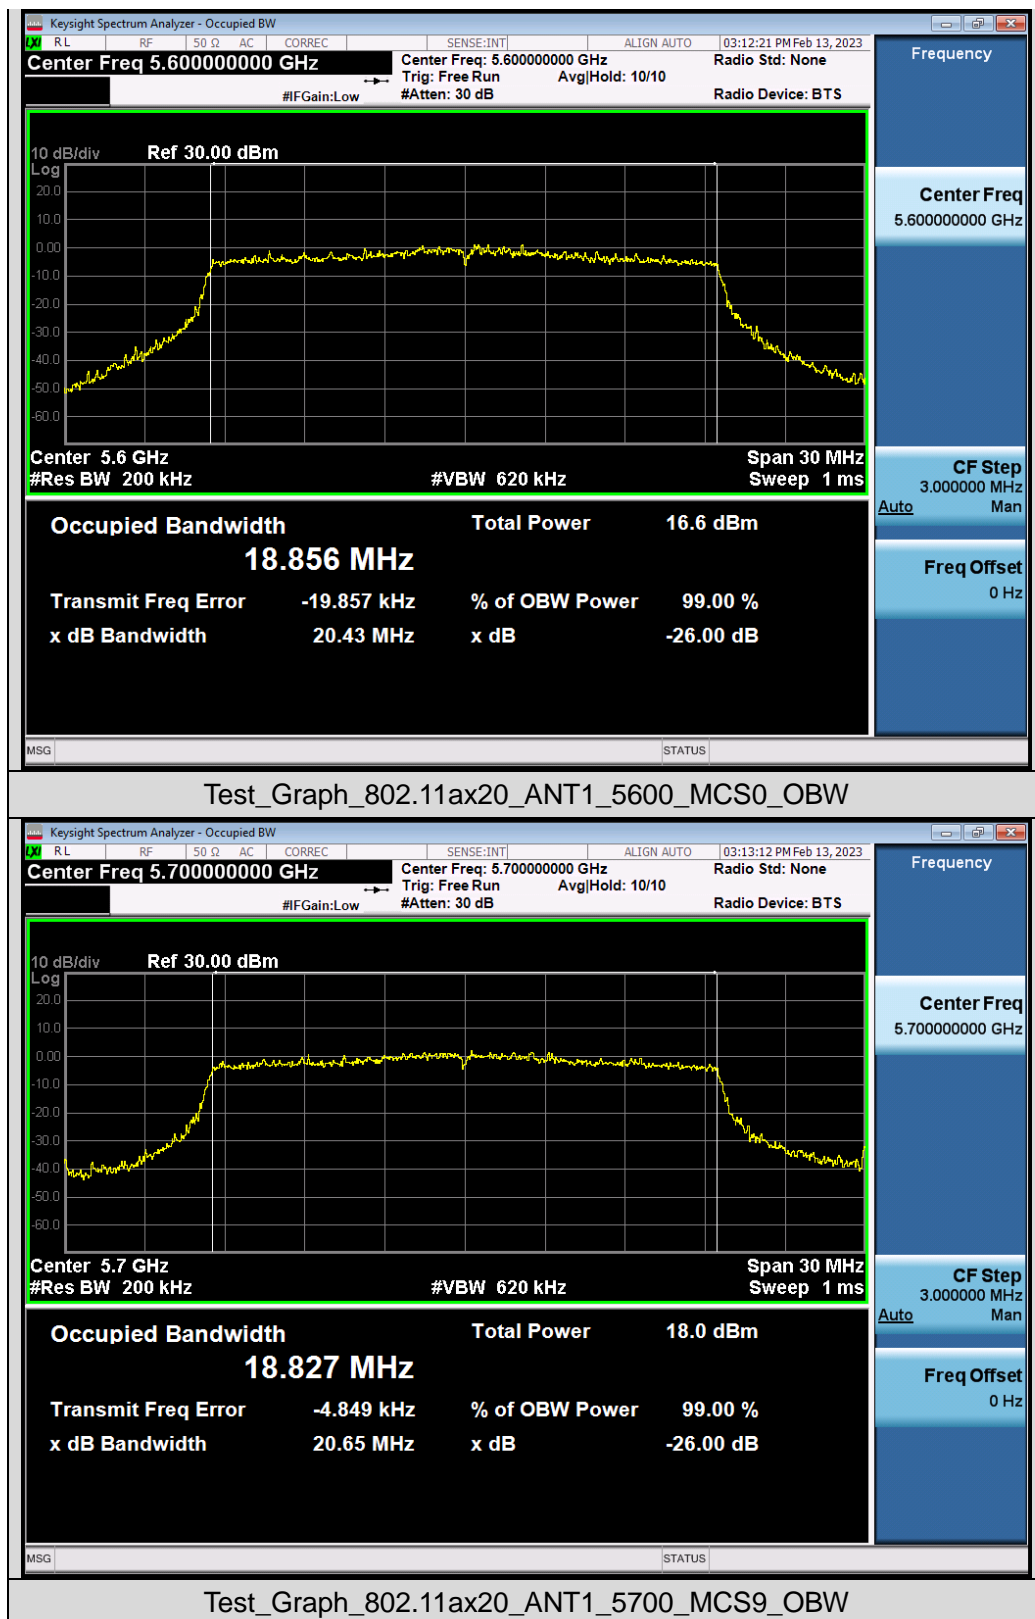 Keysight Spectrum Analyzer - Occupied BW
LXI RL RF 50 Ω AC CORREC SENSE:INT ALIGN AUTO 03:12:21 PM Feb 13, 2023
Center Freq 5.600000000 GHz
Center Freq: 5.600000000 GHz Radio Std: None
Trig: Free Run Avg|Hold: 10/10
#IFGain:Low #Atten: 30 dB Radio Device: BTS
10 dB/div Ref 30.00 dBm
Log
20.0
10.0
0.00
-10.0
-20.0
-30.0
-40.0
-50.0
-60.0
Center 5.6 GHz Span 30 MHz
#Res BW 200 kHz #VBW 620 kHz Sweep 1 ms
Occupied Bandwidth Total Power 16.6 dBm
18.856 MHz
Transmit Freq Error -19.857 kHz % of OBW Power 99.00 %
x dB Bandwidth 20.43 MHz x dB -26.00 dB
MSG STATUS
Frequency
Center Freq
5.600000000 GHz
CF Step
3.000000 MHz
Auto Man
Freq Offset
0 Hz
Test_Graph_802.11ax20_ANT1_5600_MCS0_OBW
Keysight Spectrum Analyzer - Occupied BW
LXI RL RF 50 Ω AC CORREC SENSE:INT ALIGN AUTO 03:13:12 PM Feb 13, 2023
Center Freq 5.700000000 GHz
Center Freq: 5.700000000 GHz Radio Std: None
Trig: Free Run Avg|Hold: 10/10
#IFGain:Low #Atten: 30 dB Radio Device: BTS
10 dB/div Ref 30.00 dBm
Log
20.0
10.0
0.00
-10.0
-20.0
-30.0
-40.0
-50.0
-60.0
Center 5.7 GHz Span 30 MHz
#Res BW 200 kHz #VBW 620 kHz Sweep 1 ms
Occupied Bandwidth Total Power 18.0 dBm
18.827 MHz
Transmit Freq Error -4.849 kHz % of OBW Power 99.00 %
x dB Bandwidth 20.65 MHz x dB -26.00 dB
MSG STATUS
Frequency
Center Freq
5.700000000 GHz
CF Step
3.000000 MHz
Auto Man
Freq Offset
0 Hz
Test_Graph_802.11ax20_ANT1_5700_MCS9_OBW